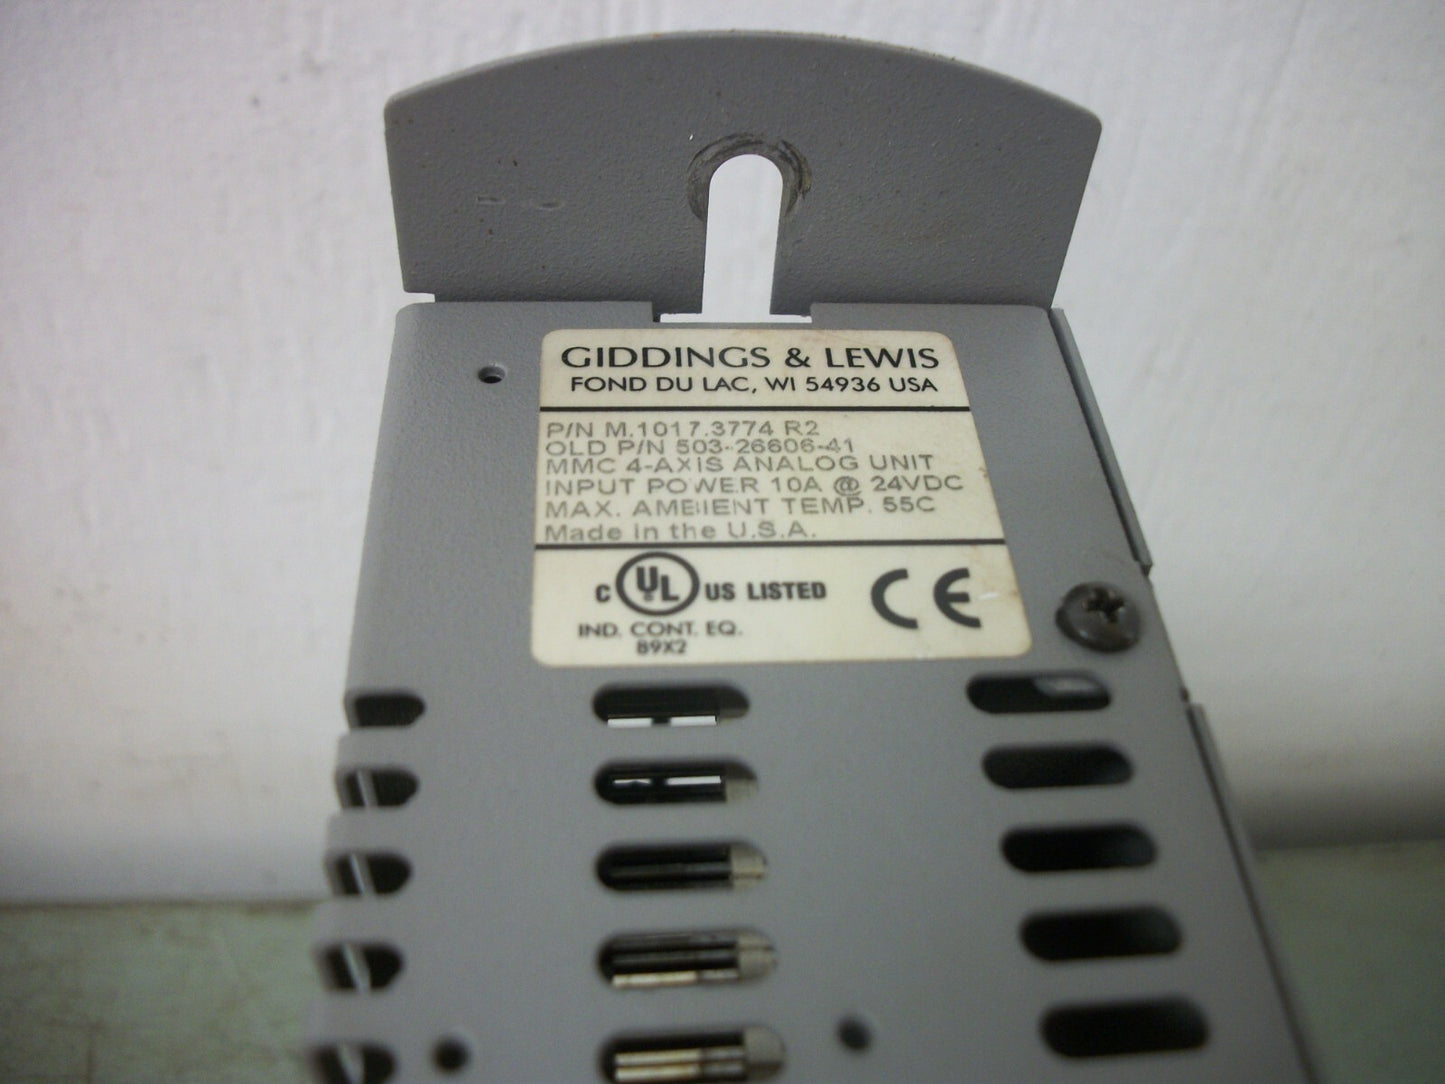 GIDDINGS & LEWIS
FOND DU LAC, WI 54936 USA
P/N M.1017.3774 R2
OLD P/N 503-26606-41
MMC 4-AXIS ANALOG UNIT
INPUT POWER 10A @ 24VDC
MAX. AMBIENT TEMP. 55C
Made in the U.S.A.
C UL ® US LISTED CE
IND. CONT. EQ.
89X2